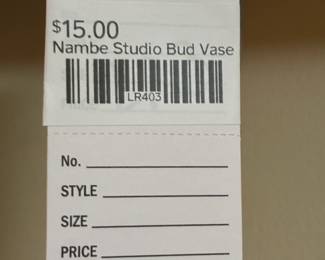 $15.00
Nambe Studio Bud Vase
LR403
No.
STYLE
SIZE
PRICE